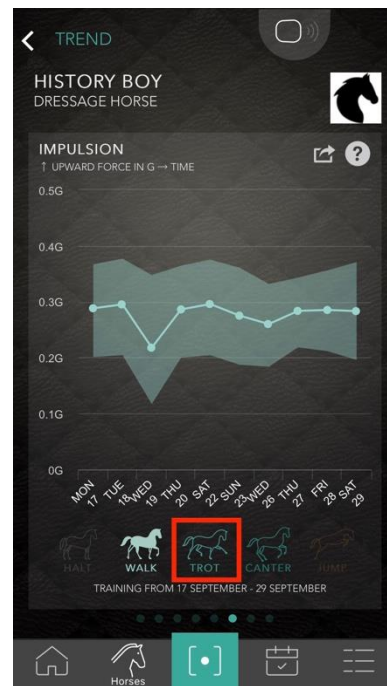 TREND
HISTORY BOY
DRESSAGE HORSE
IMPULSION
↑ UPWARD FORCE IN G → TIME
?
0.5G
0.4G
0.3G
0.2G
0.1G
0G
MON 17 TUE 18 WED 19 THU 20 SAT 22 SUN 23 WED 26 THU 27 FRI 28 SAT 29
HALT WALK TROT CANTER JUMP
TRAINING FROM 17 SEPTEMBER - 29 SEPTEMBER
Horses